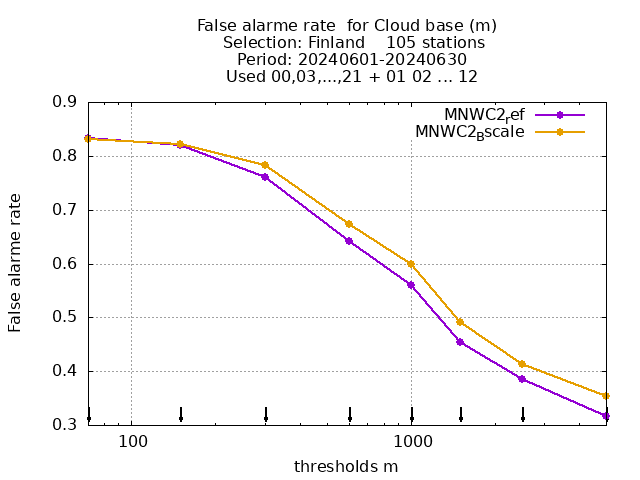 False alarme rate  for Cloud base (m)
Selection: Finland    105 stations
Period: 20240601-20240630
Used 00,03,...,21 + 01 02 ... 12
MNWC2ref
MNWC2Bscale
0.9
0.8
0.7
0.6
0.5
0.4
0.3
False alarme rate
100
1000
thresholds m